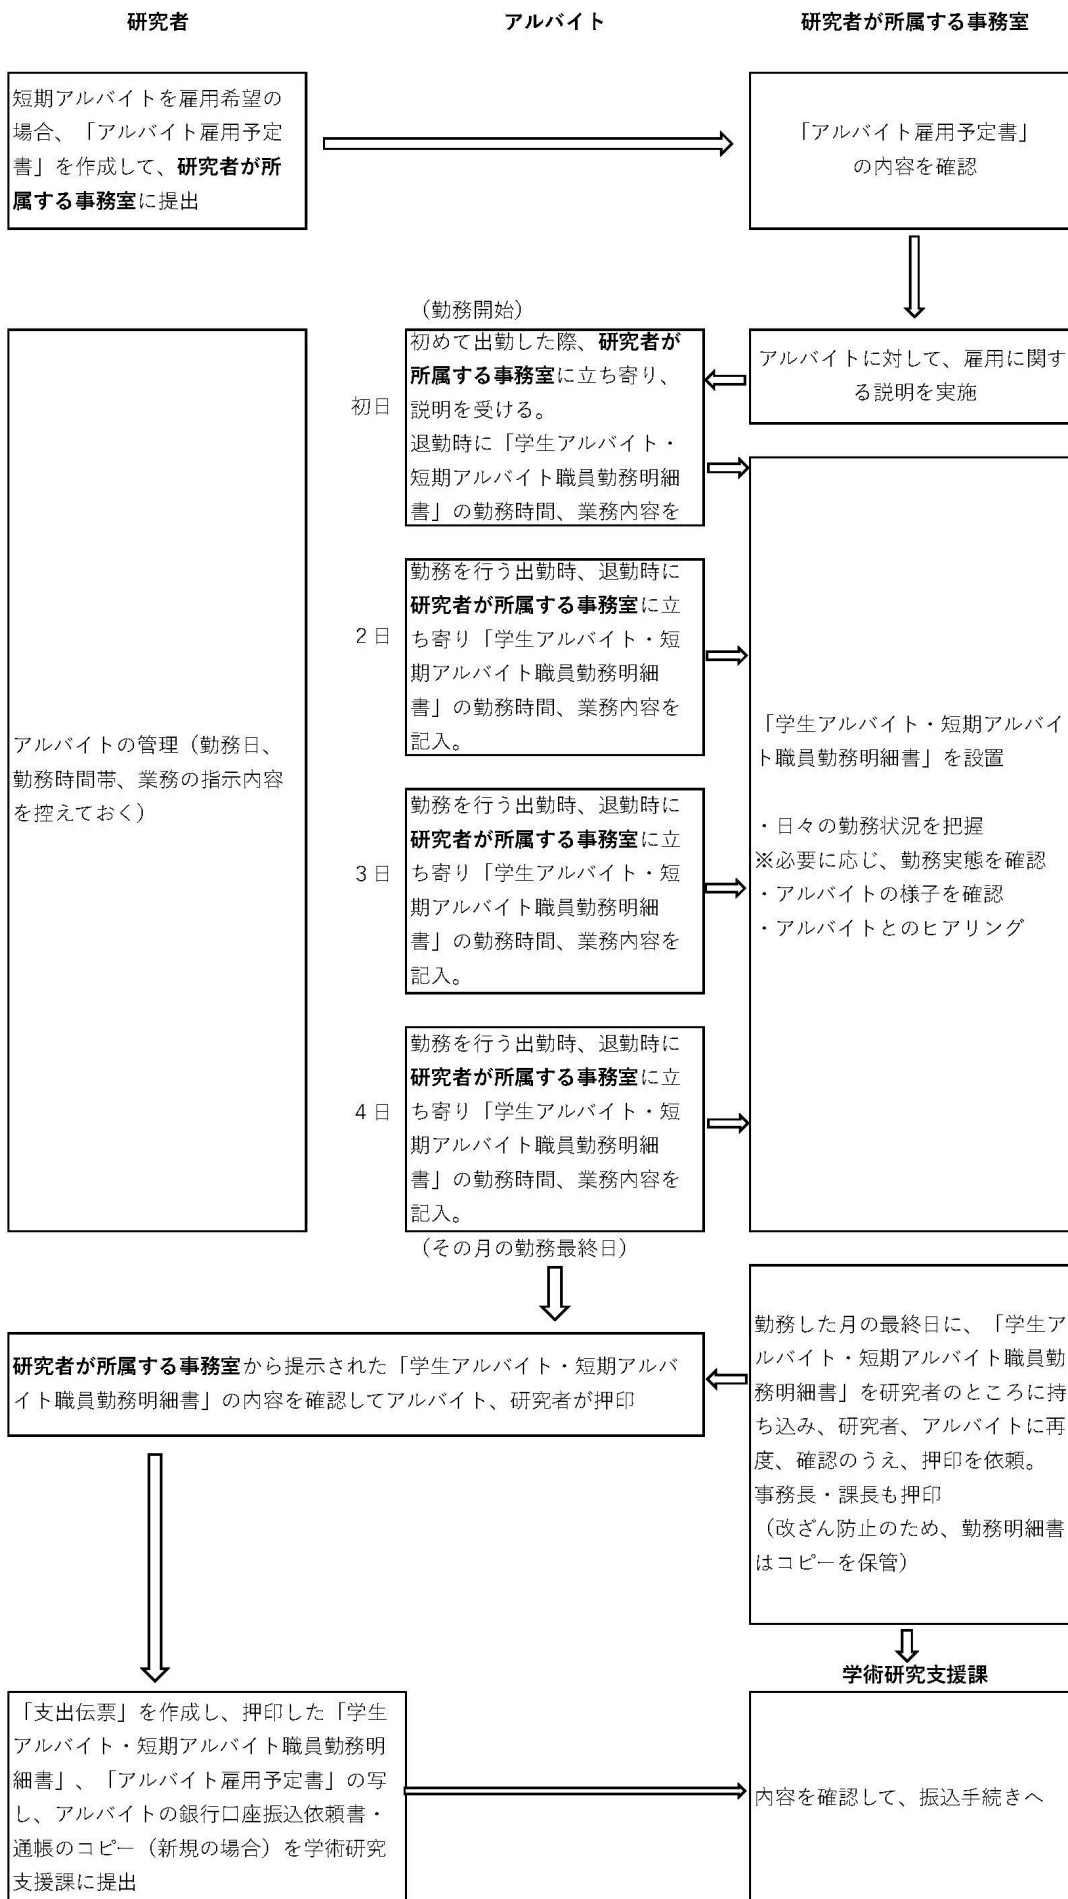 研究者
アルバイト
研究者が所属する事務室
短期アルバイトを雇用希望の
場合、「アルバイト雇用予定
書」を作成して、研究者が所
属する事務室に提出
「アルバイト雇用予定書」
の内容を確認
（勤務開始）
初日
初めて出勤した際、研究者が
所属する事務室に立ち寄り、
説明を受ける。
退勤時に「学生アルバイト・
短期アルバイト職員勤務明細
書」の勤務時間、業務内容を
アルバイトに対して、雇用に関す
る説明を実施
2日
勤務を行う出勤時、退勤時に
研究者が所属する事務室に立
ち寄り「学生アルバイト・短
期アルバイト職員勤務明細
書」の勤務時間、業務内容を
記入。
アルバイトの管理（勤務日、
勤務時間帯、業務の指示内容
を控えておく）
3日
勤務を行う出勤時、退勤時に
研究者が所属する事務室に立
ち寄り「学生アルバイト・短
期アルバイト職員勤務明細
書」の勤務時間、業務内容を
記入。
「学生アルバイト・短期アルバイ
ト職員勤務明細書」を設置
・日々の勤務状況を把握
※必要に応じ、勤務実態を確認
・アルバイトの様子を確認
・アルバイトとのヒアリング
4日
勤務を行う出勤時、退勤時に
研究者が所属する事務室に立
ち寄り「学生アルバイト・短
期アルバイト職員勤務明細
書」の勤務時間、業務内容を
記入。
（その月の勤務最終日）
研究者が所属する事務室から提示された「学生アルバイト・短期アルバ
イト職員勤務明細書」の内容を確認してアルバイト、研究者が押印
勤務した月の最終日に、「学生ア
ルバイト・短期アルバイト職員勤
務明細書」を研究者のところに持
ち込み、研究者、アルバイトに再
度、確認のうえ、押印を依頼。
事務長・課長も押印
（改ざん防止のため、勤務明細書
はコピーを保管）
学術研究支援課
「支出伝票」を作成し、押印した「学生
アルバイト・短期アルバイト職員勤務明
細書」、「アルバイト雇用予定書」の写
し、アルバイトの銀行口座振込依頼書・
通帳のコピー（新規の場合）を学術研究
支援課に提出
内容を確認して、振込手続きへ